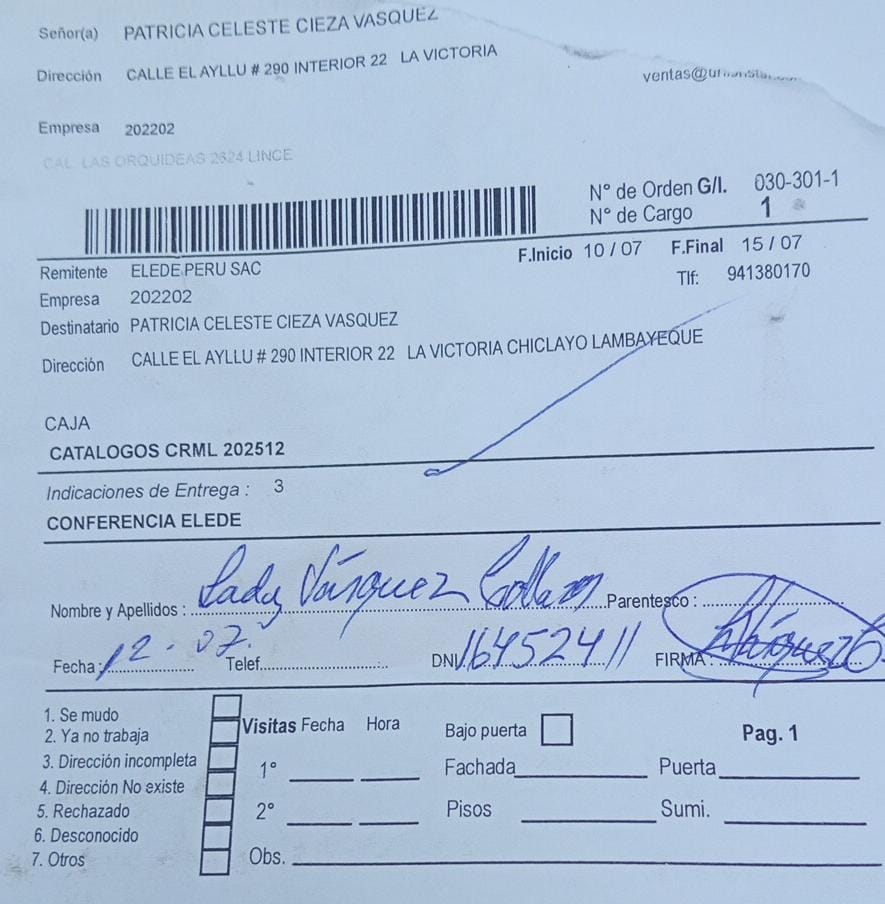 Señor(a) PATRICIA CELESTE CIEZA VASQUEZ
Dirección CALLE EL AYLLU # 290 INTERIOR 22 LA VICTORIA
Empresa 202202
CAL. LAS ORQUIDEAS 2624 LINCE
N° de Orden G/I. 030-301-1
N° de Cargo 1
F.Inicio 10 / 07 F.Final 15 / 07
Remitente ELEDE PERU SAC
Tlf: 941380170
Empresa 202202
Destinatario PATRICIA CELESTE CIEZA VASQUEZ
Dirección CALLE EL AYLLU # 290 INTERIOR 22 LA VICTORIA CHICLAYO LAMBAYEQUE
CAJA
CATALOGOS CRML 202512
Indicaciones de Entrega : 3
CONFERENCIA ELEDE
Nombre y Apellidos : Lady Vásquez Parentesco :
Fecha : 12 - 07. Telef. DNI. 16452411 FIRMA :
1. Se mudo
2. Ya no trabaja
3. Dirección incompleta
4. Dirección No existe
5. Rechazado
6. Desconocido
7. Otros
Visitas Fecha Hora
1°
2°
Obs.
Bajo puerta
Pag. 1
Fachada Puerta
Pisos Sumi.